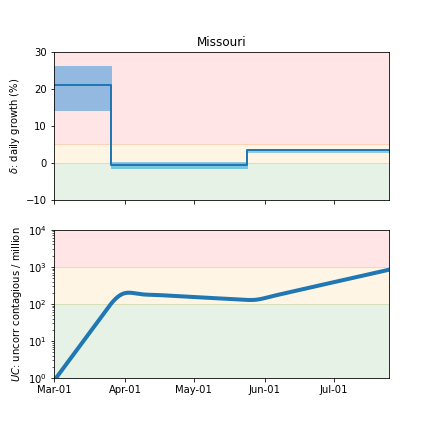 Missouri
30
20
10
0
−10
δ: daily growth (%)
10⁴
10³
10²
10¹
10⁰
UC: uncorr contagious / million
Mar-01 Apr-01 May-01 Jun-01 Jul-01